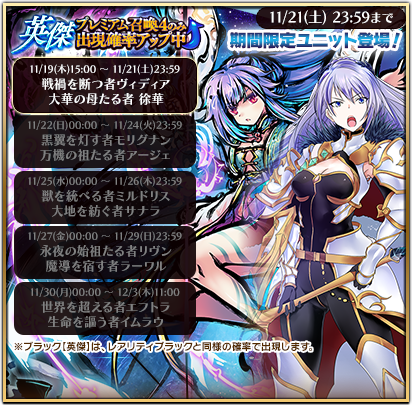 英傑
プレミアム召喚4のみ
出現確率アップ中
11/21(土) 23:59まで
期間限定ユニット登場!
11/19(木)15:00 ～ 11/21(土)23:59
戦禍を断つ者ヴィディア
大華の母たる者 徐華
11/22(日)00:00 ～ 11/24(火)23:59
黒翼を灯す者モリグナン
万機の祖たる者アージェ
11/25(水)00:00 ～ 11/26(木)23:59
獣を統べる者ミルドリス
大地を紡ぐ者サナラ
11/27(金)00:00 ～ 11/29(日)23:59
永夜の始祖たる者リヴン
魔導を宿す者ラーワル
11/30(月)00:00 ～ 12/3(木)11:00
世界を超える者エフトラ
生命を謳う者イムラウ
※ブラック[英傑]は、レアリティブラックと同様の確率で出現します。